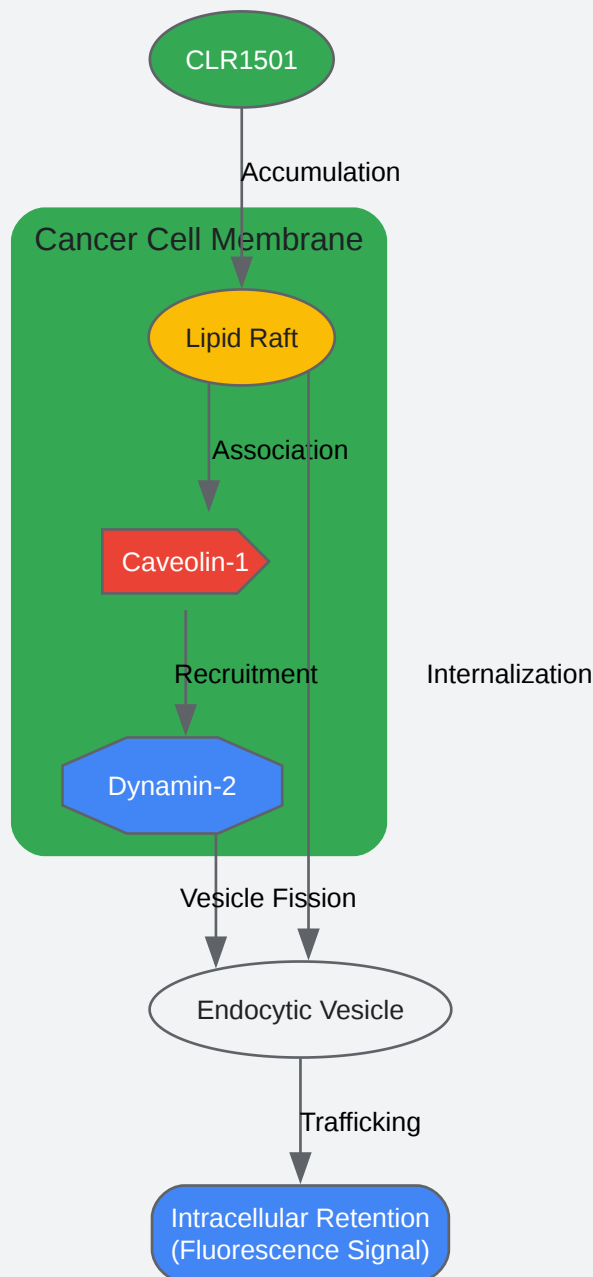 CLR1501
Accumulation
Cancer Cell Membrane
Lipid Raft
Association
Caveolin-1
Recruitment
Internalization
Dynamin-2
Vesicle Fission
Endocytic Vesicle
Trafficking
Intracellular Retention
(Fluorescence Signal)